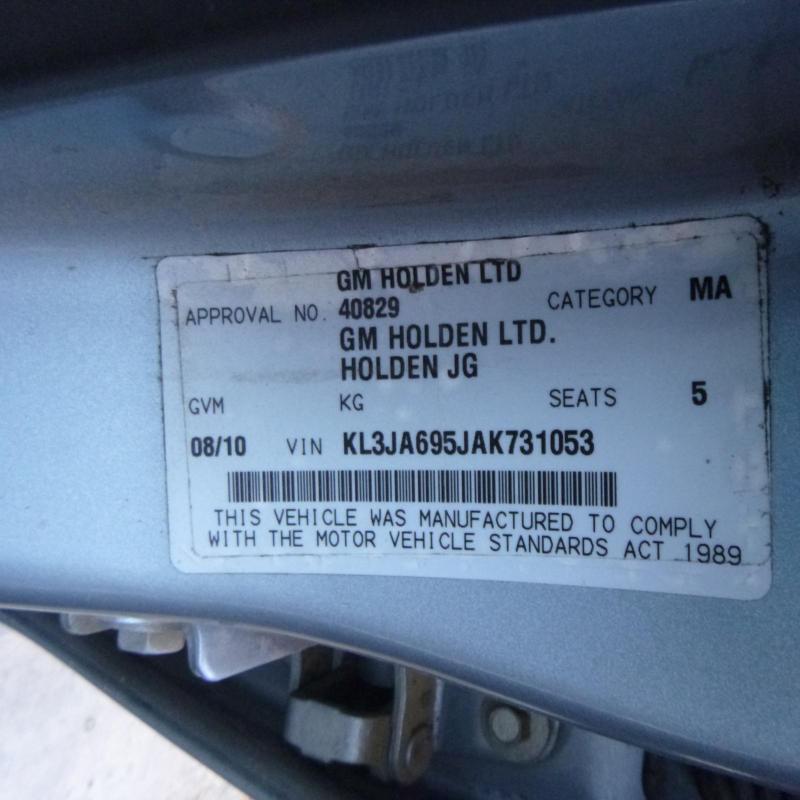 GM HOLDEN LTD
APPROVAL NO. 40829 CATEGORY MA
GM HOLDEN LTD.
HOLDEN JG
GVM KG SEATS 5
08/10 VIN KL3JA695JAK731053
THIS VEHICLE WAS MANUFACTURED TO COMPLY
WITH THE MOTOR VEHICLE STANDARDS ACT 1989